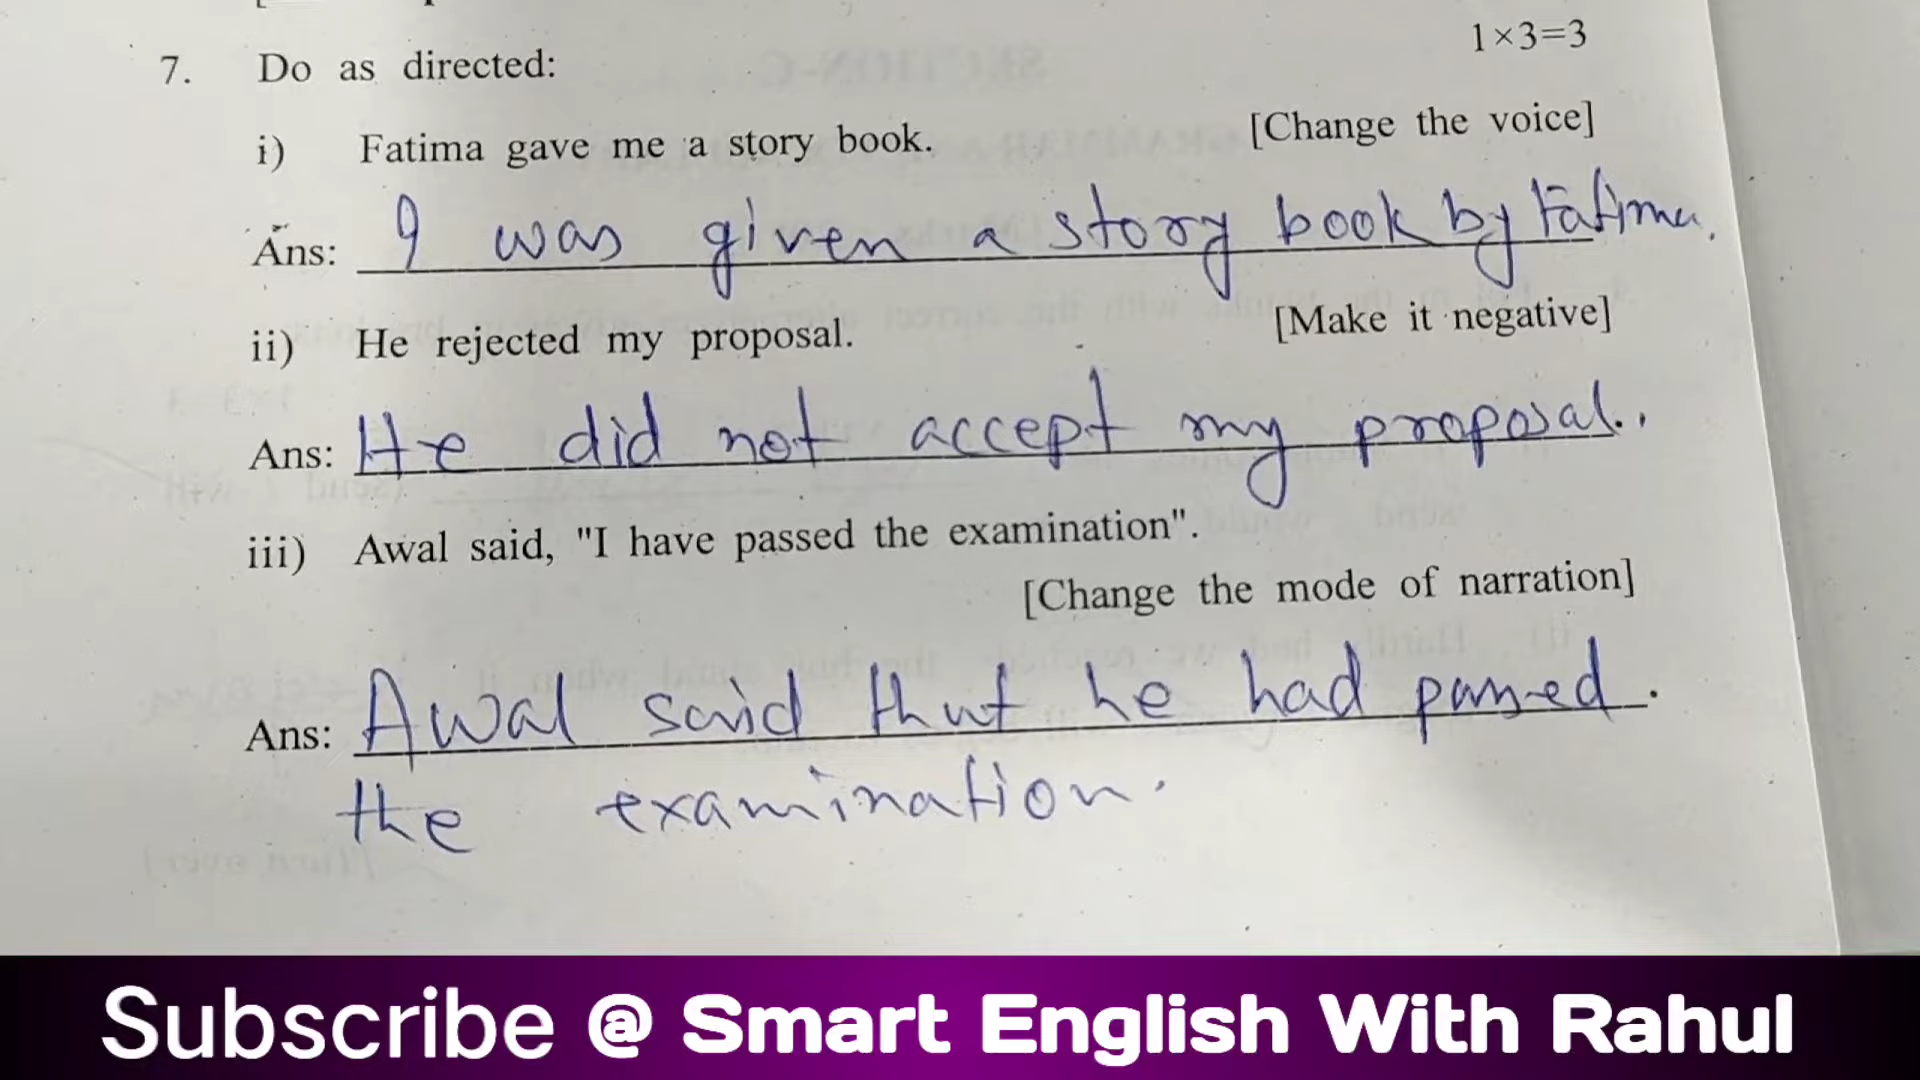 7. Do as directed: 1×3=3
i) Fatima gave me a story book. [Change the voice]
Ans: I was given a story book by Fatima.
ii) He rejected my proposal. [Make it negative]
Ans: He did not accept my proposal.
iii) Awal said, "I have passed the examination".
[Change the mode of narration]
Ans: Awal said that he had passed.
the examination.
Subscribe @ Smart English With Rahul